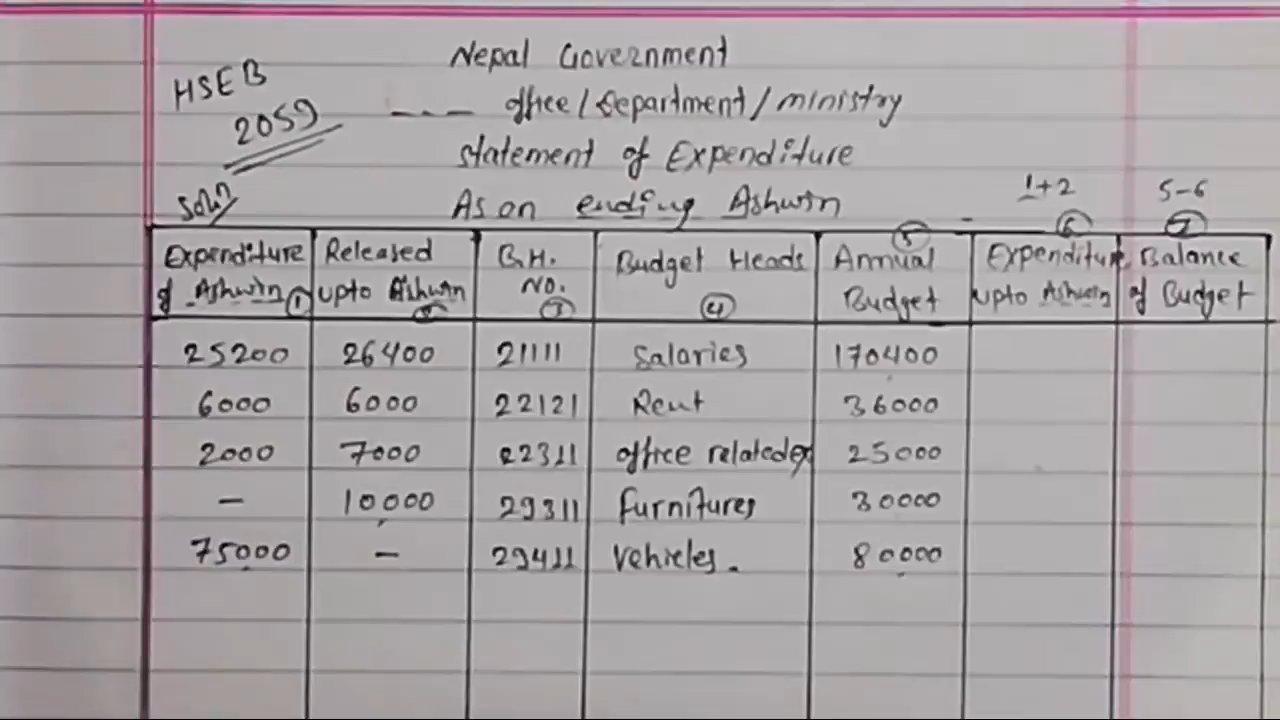 Nepal Government
HSEB
2059
--- office/Department/ministry
Statement of Expenditure
Soln
As on ending Ashwin
1+2
5-6
Expenditure of Ashwin ①
Released upto Ashwin ②
B.H. No. ③
Budget Heads ④
Annual Budget ⑤
Expenditure upto Ashwin ⑥
Balance of Budget ⑦
25200 26400 21111 Salaries 170400
6000 6000 22121 Rent 36000
2000 7000 22311 office related ex 25000
- 10000 29311 furnitures 30000
75000 - 29411 vehicles. 80000